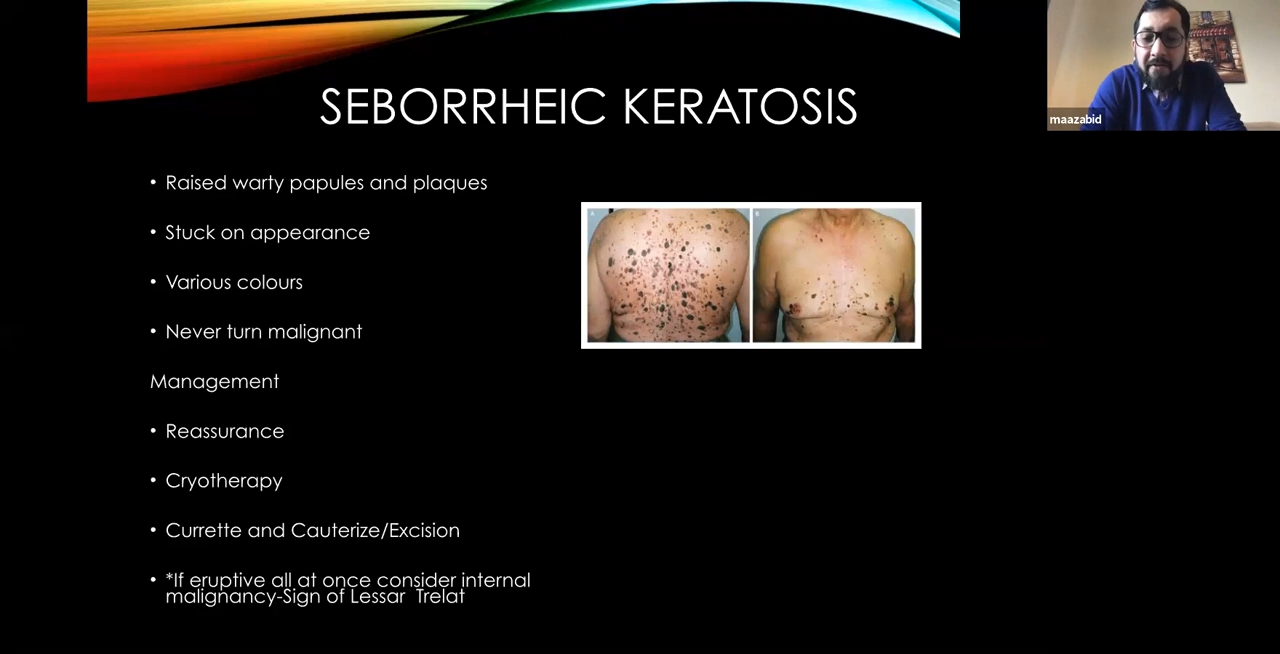 SEBORRHEIC KERATOSIS
maazabid
• Raised warty papules and plaques
• Stuck on appearance
• Various colours
• Never turn malignant
Management
• Reassurance
• Cryotherapy
• Currette and Cauterize/Excision
• *If eruptive all at once consider internal
malignancy-Sign of Lessar Trelat
A
B